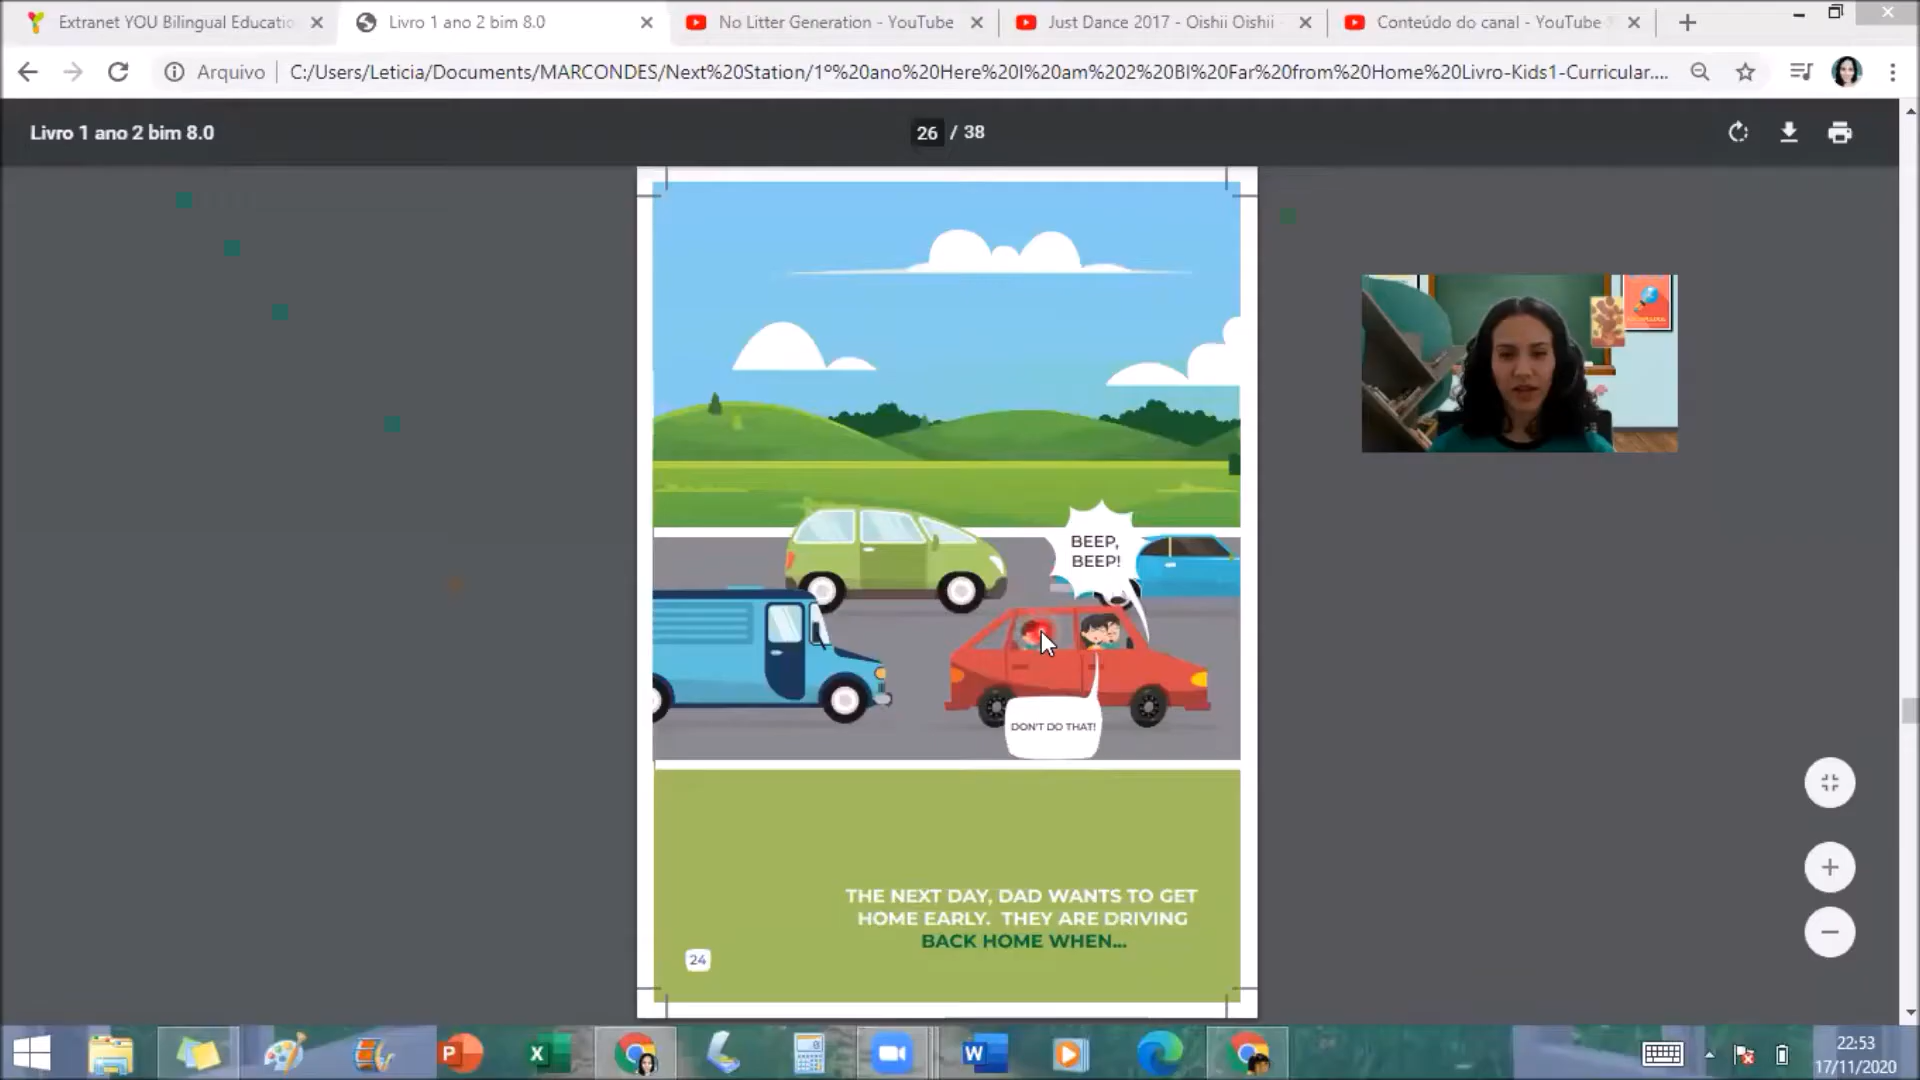 Extranet YOU Bilingual Educatio
Livro 1 ano 2 bim 8.0
No Litter Generation - YouTube
Just Dance 2017 - Oishii Oishii
Conteúdo do canal - YouTube
Arquivo
C:/Users/Leticia/Documents/MARCONDES/Next%20Station/1º%20ano%20Here%20I%20am%202%20BI%20Far%20from%20Home%20Livro-Kids1-Curricular....
Livro 1 ano 2 bim 8.0
26 / 38
BEEP,
BEEP!
DON'T DO THAT!
THE NEXT DAY, DAD WANTS TO GET
HOME EARLY. THEY ARE DRIVING
BACK HOME WHEN...
24
22:53
17/11/2020